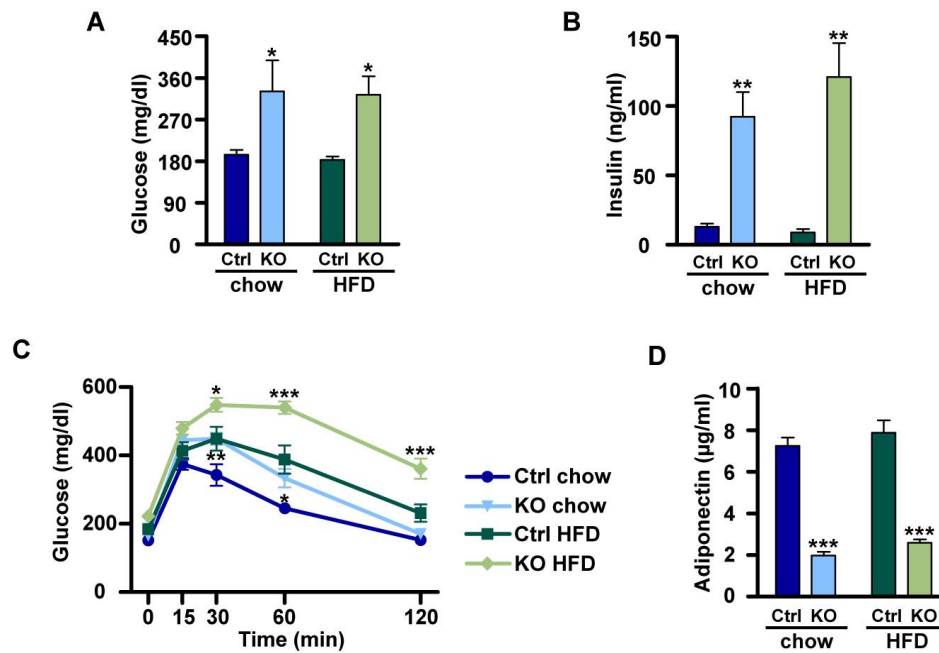 A
Glucose (mg/dl)
450
360
270
180
90
0
*
*
Ctrl KO
Ctrl KO
chow
HFD
B
Insulin (ng/ml)
150
100
50
0
**
**
Ctrl KO
Ctrl KO
chow
HFD
C
Glucose (mg/dl)
600
400
200
0
*
***
***
**
*
0 15 30 60 120
Time (min)
Ctrl chow
KO chow
Ctrl HFD
KO HFD
D
Adiponectin (μg/ml)
8
6
4
2
0
***
***
Ctrl KO
Ctrl KO
chow
HFD